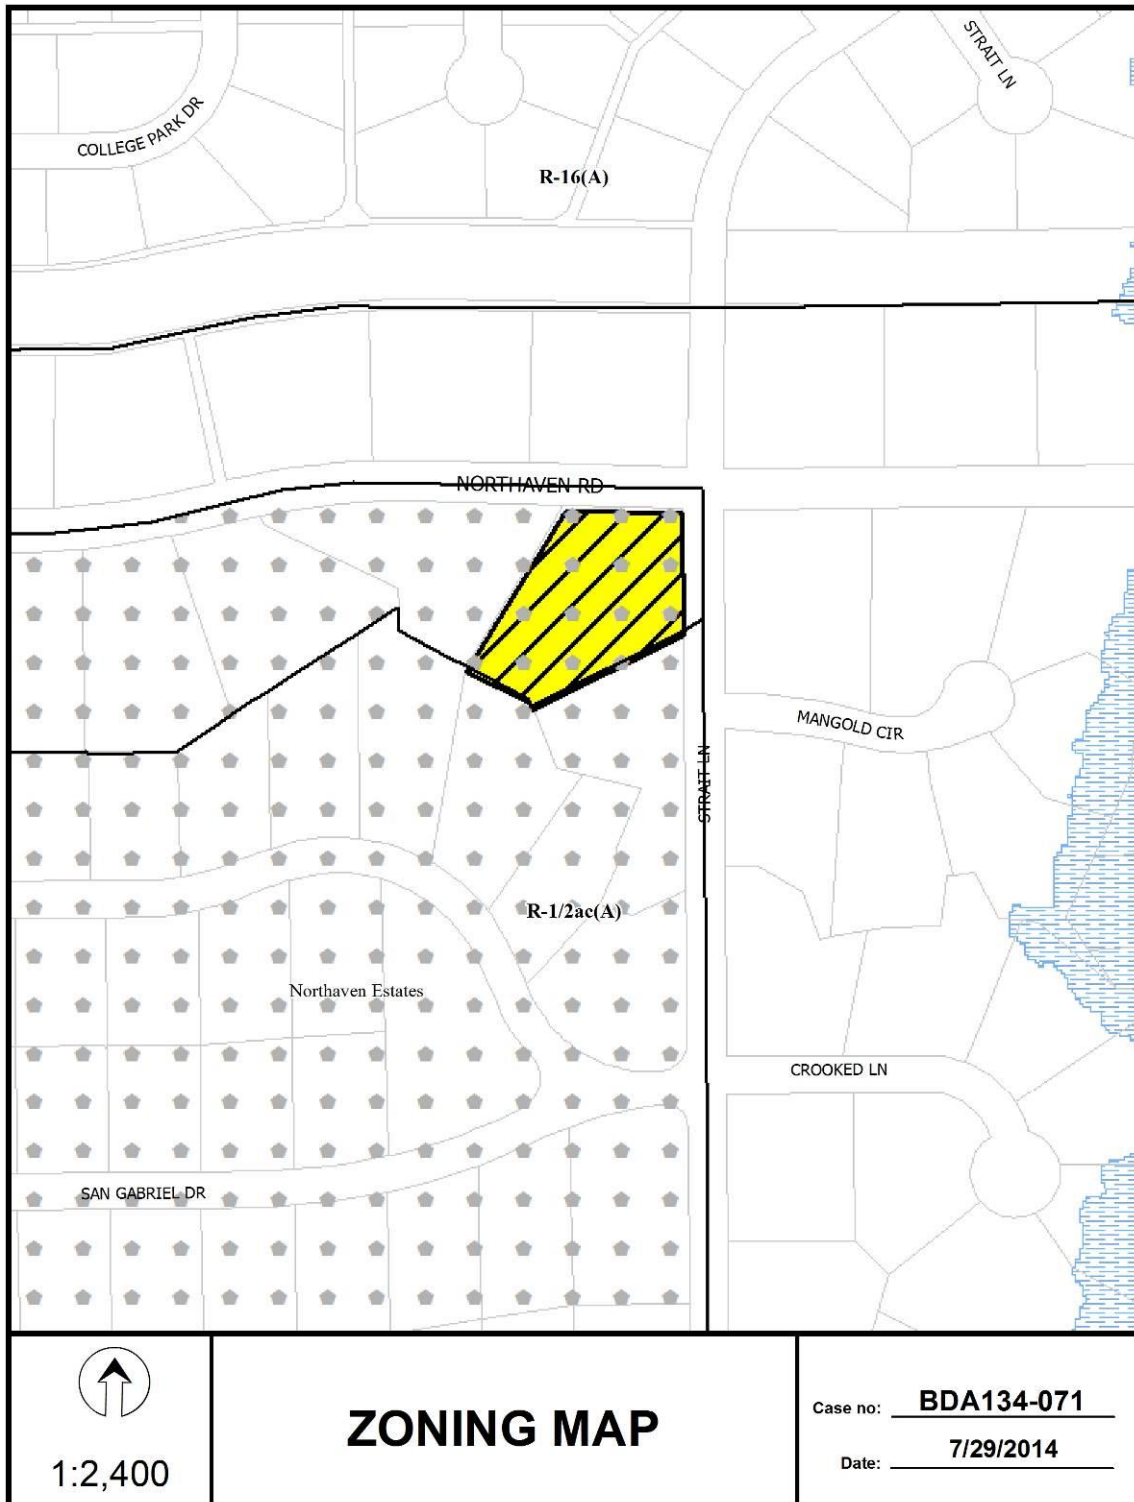 STRAIT LN
COLLEGE PARK DR
R-16(A)
NORTHAVEN RD
MANGOLD CIR
STRAIT LN
R-1/2ac(A)
Northaven Estates
CROOKED LN
SAN GABRIEL DR
1:2,400
ZONING MAP
Case no: BDA134-071
Date: 7/29/2014